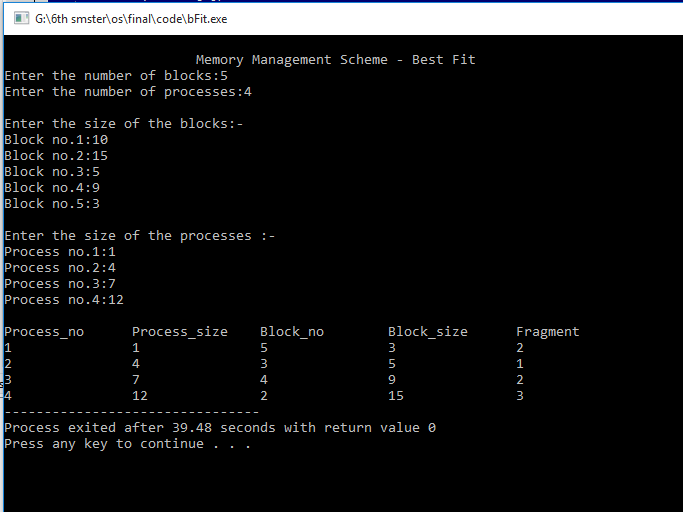 G:\6th smster\os\final\code\bFit.exe
Memory Management Scheme - Best Fit
Enter the number of blocks:5
Enter the number of processes:4
Enter the size of the blocks:-
Block no.1:10
Block no.2:15
Block no.3:5
Block no.4:9
Block no.5:3
Enter the size of the processes :-
Process no.1:1
Process no.2:4
Process no.3:7
Process no.4:12
Process_no Process_size Block_no Block_size Fragment
1 1 5 3 2
2 4 3 5 1
3 7 4 9 2
4 12 2 15 3
--------------------------------
Process exited after 39.48 seconds with return value 0
Press any key to continue . . .